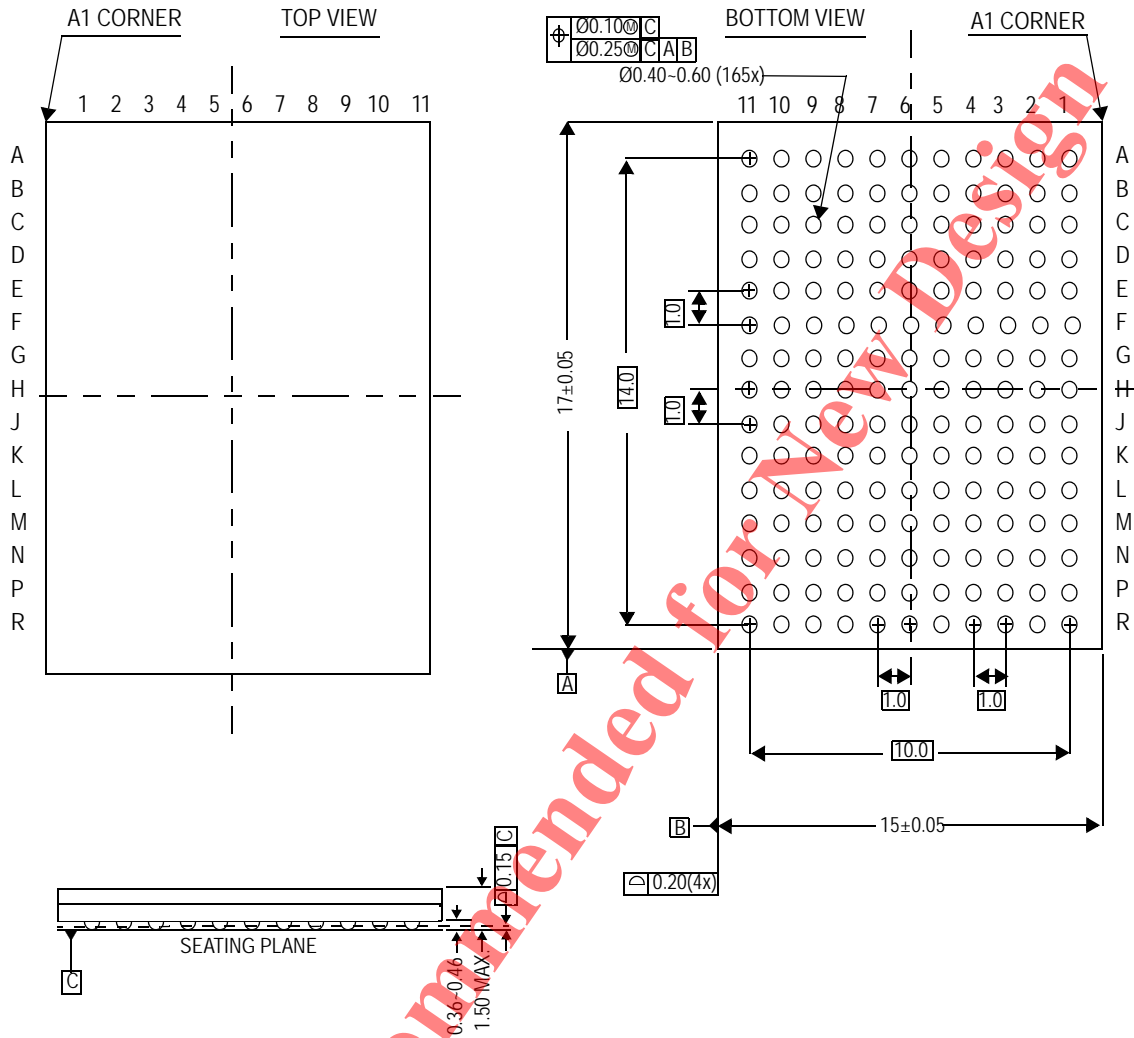 A1 CORNER
TOP VIEW
BOTTOM VIEW
A1 CORNER
Ø0.10Ⓜ C
Ø0.25Ⓜ C A B
Ø0.40~0.60 (165x)
1 2 3 4 5 6 7 8 9 10 11
11 10 9 8 7 6 5 4 3 2 1
A
B
C
D
E
F
G
H
J
K
L
M
N
P
R
A
B
C
D
E
F
G
H
J
K
L
M
N
P
R
1.0
1.0
14.0
17±0.05
A
1.0
1.0
10.0
B
15±0.05
0.20(4x)
0.15 C
SEATING PLANE
C
0.36~0.46
1.50 MAX.
ommended for New Design